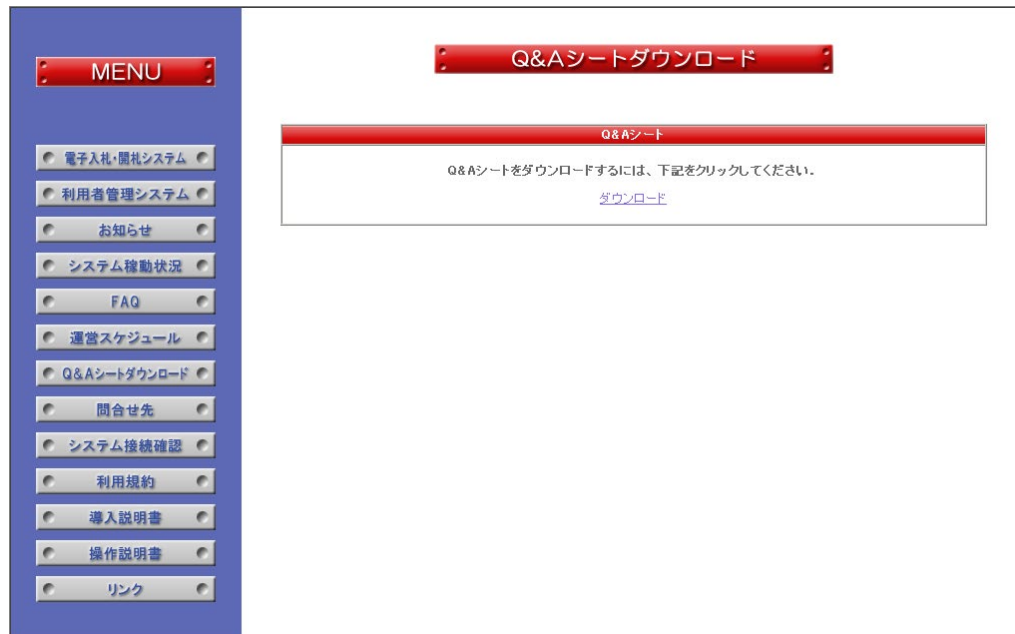 MENU
電子入札・開札システム
利用者管理システム
お知らせ
システム稼動状況
FAQ
運営スケジュール
Q&Aシートダウンロード
問合せ先
システム接続確認
利用規約
導入説明書
操作説明書
リンク
Q&Aシートダウンロード
Q&Aシート
Q&Aシートをダウンロードするには、下記をクリックしてください.
ダウンロード